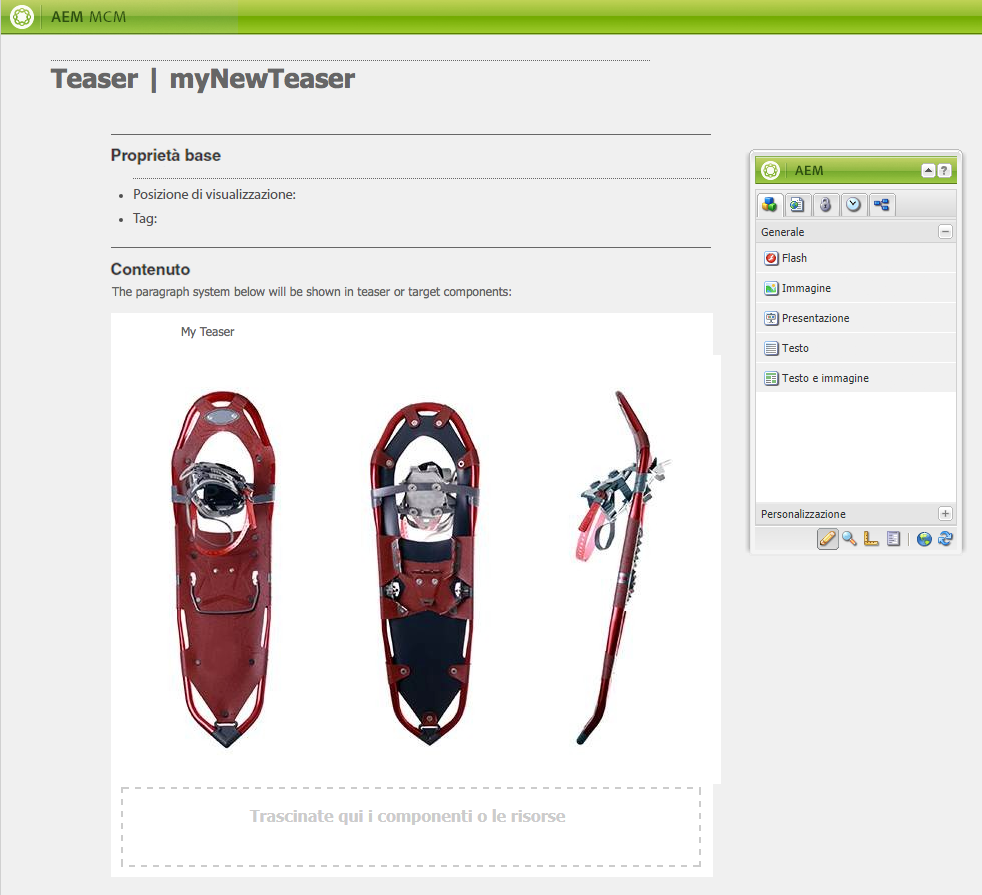 AEM MCM
Teaser | myNewTeaser
Proprietà base
Posizione di visualizzazione:
Tag:
Contenuto
The paragraph system below will be shown in teaser or target components:
My Teaser
Trascinate qui i componenti o le risorse
AEM
?
Generale
Flash
Immagine
Presentazione
Testo
Testo e immagine
Personalizzazione